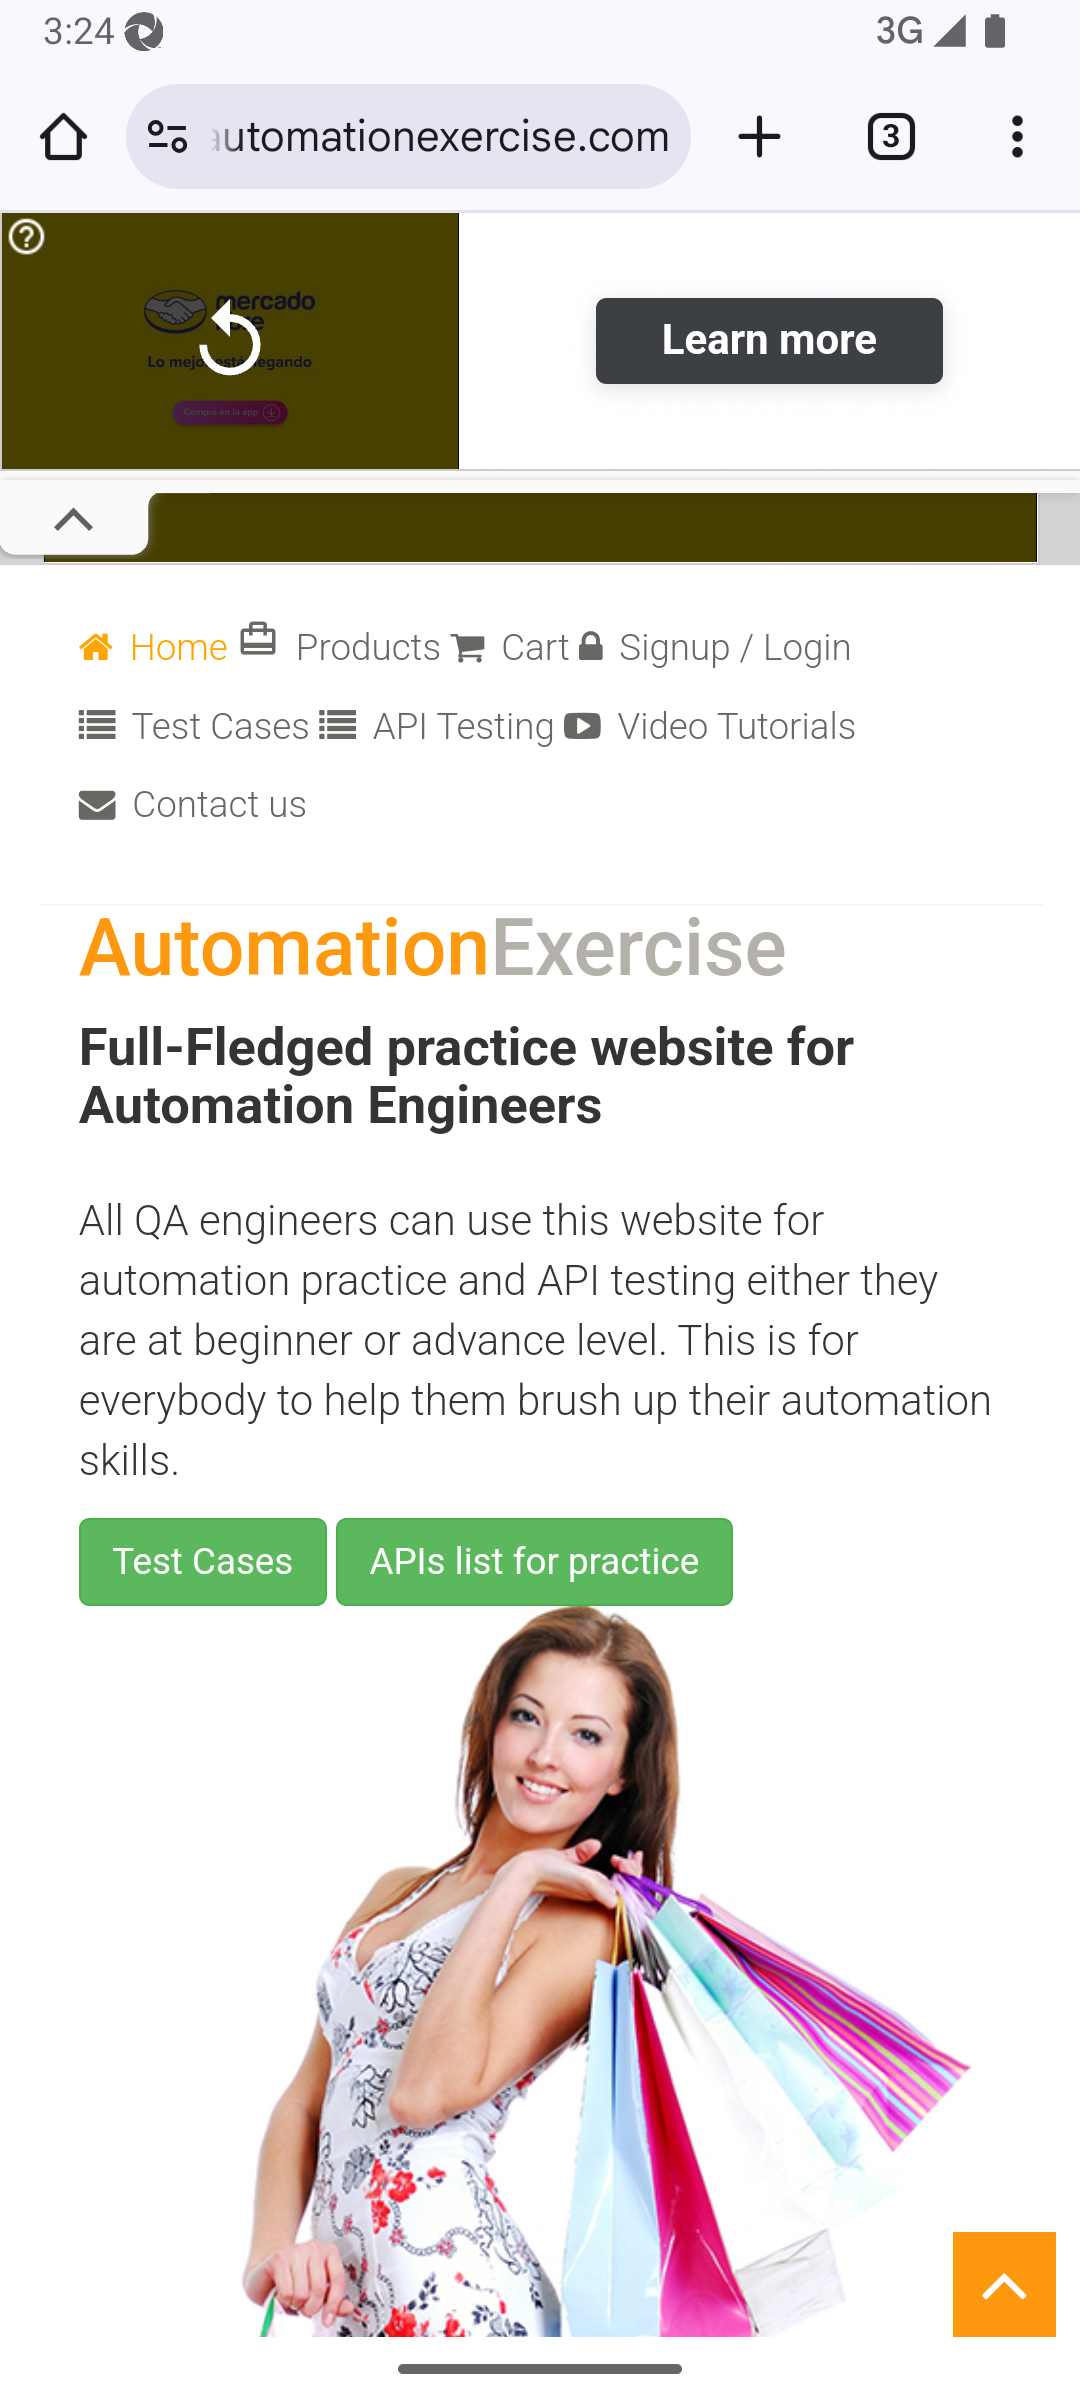 3:24
3G
automationexercise.com
3
mercado
Lo mejor está llegando
Comprá en la app
Learn more
Home Products Cart Signup / Login
Test Cases API Testing Video Tutorials
Contact us
AutomationExercise
Full-Fledged practice website for
Automation Engineers
All QA engineers can use this website for
automation practice and API testing either they
are at beginner or advance level. This is for
everybody to help them brush up their automation
skills.
Test Cases APIs list for practice